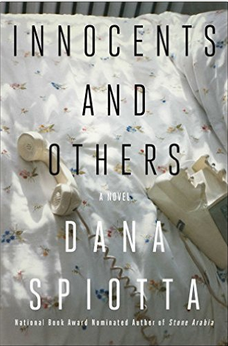 INNOCENTS
AND
OTHERS
A NOVEL
DANA
SPIOTTA
National Book Award Nominated Author of Stone Arabia